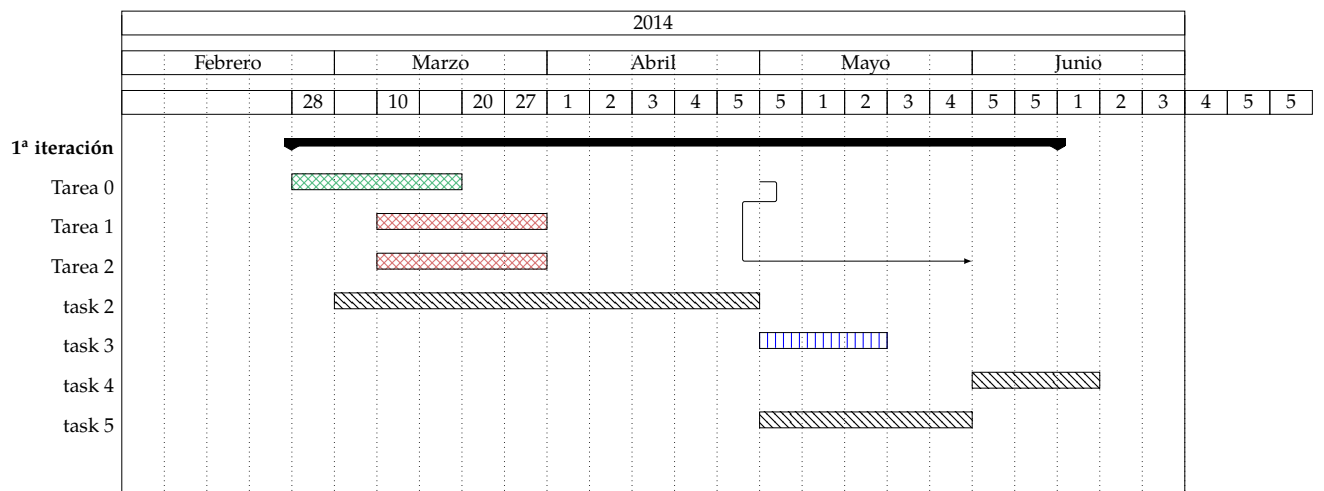 2014
Febrero Marzo Abril Mayo Junio
28 10 20 27 1 2 3 4 5 5 1 2 3 4 5 5 1 2 3 4 5 5
1ª iteración
Tarea 0
Tarea 1
Tarea 2
task 2
task 3
task 4
task 5